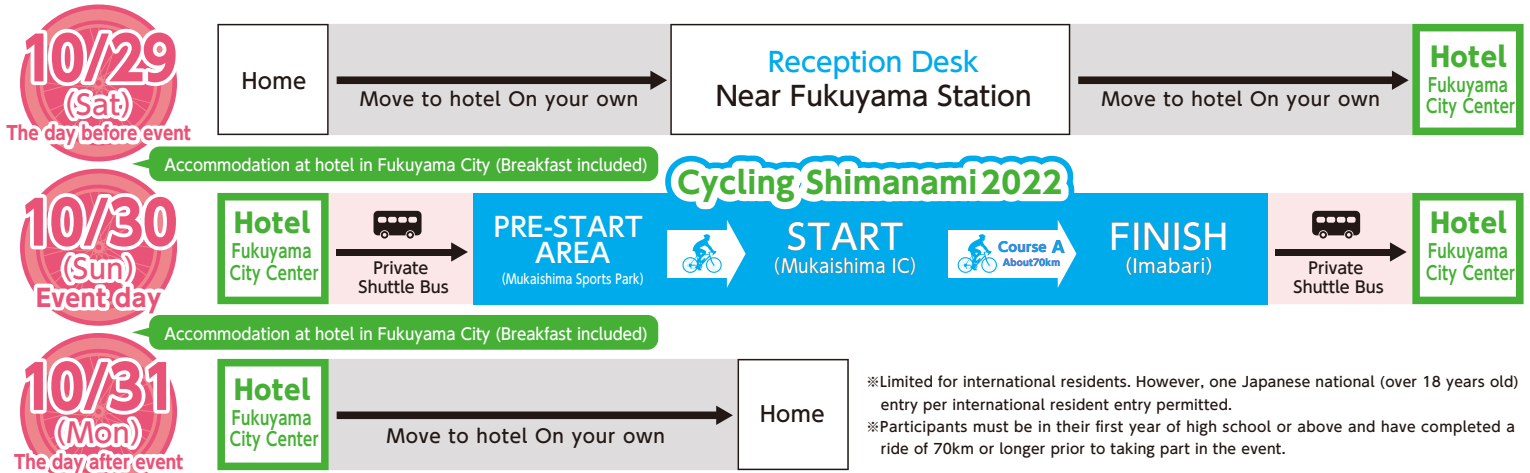 10/29
(Sat)
The day before event
Home
Move to hotel On your own
Reception Desk
Near Fukuyama Station
Move to hotel On your own
Hotel
Fukuyama
City Center
Accommodation at hotel in Fukuyama City (Breakfast included)
Cycling Shimanami 2022
10/30
(Sun)
Event day
Hotel
Fukuyama
City Center
Private
Shuttle Bus
PRE-START
AREA
(Mukaishima Sports Park)
START
(Mukaishima IC)
Course A
About70km
FINISH
(Imabari)
Private
Shuttle Bus
Hotel
Fukuyama
City Center
Accommodation at hotel in Fukuyama City (Breakfast included)
10/31
(Mon)
The day after event
Hotel
Fukuyama
City Center
Move to hotel On your own
Home
※Limited for international residents. However, one Japanese national (over 18 years old)
entry per international resident entry permitted.
※Participants must be in their first year of high school or above and have completed a
ride of 70km or longer prior to taking part in the event.